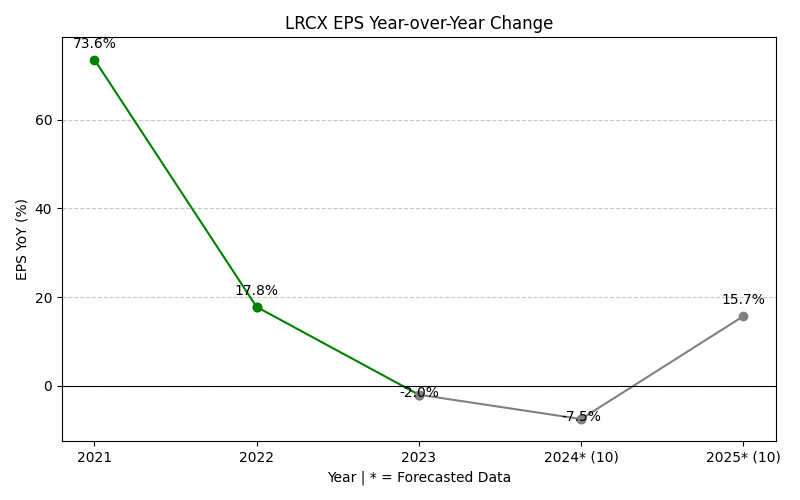 LRCX EPS Year-over-Year Change
73.6%
17.8%
-2.0%
-7.5%
15.7%
60
40
20
0
EPS YoY (%)
2021 2022 2023 2024* (10) 2025* (10)
Year | * = Forecasted Data